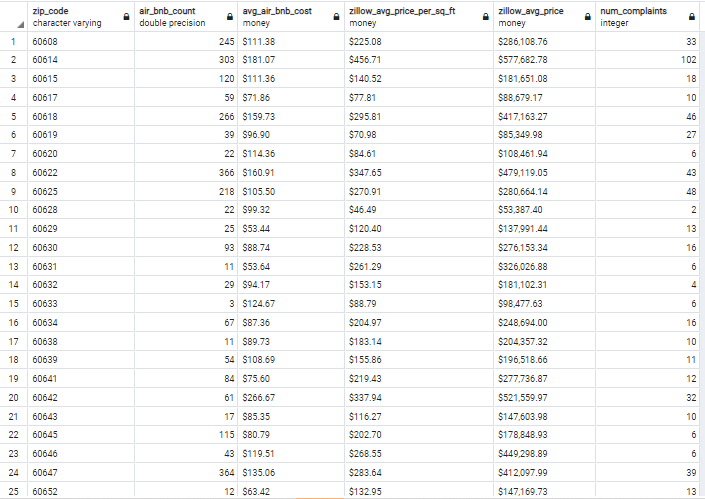 zip_code air_bnb_count avg_air_bnb_cost zillow_avg_price_per_sq_ft zillow_avg_price num_complaints
character varying double precision money money money integer
1 60608 245 $111.38 $225.08 $286,108.76 33
2 60614 303 $181.07 $456.71 $577,682.78 102
3 60615 120 $111.36 $140.52 $181,651.08 18
4 60617 59 $71.86 $77.81 $88,679.17 10
5 60618 266 $159.73 $295.81 $417,163.27 46
6 60619 39 $96.90 $70.98 $85,349.98 27
7 60620 22 $114.36 $84.61 $108,461.94 6
8 60622 366 $160.91 $347.65 $479,119.05 43
9 60625 218 $105.50 $270.91 $280,664.14 48
10 60628 22 $99.32 $46.49 $53,387.40 2
11 60629 25 $53.44 $120.40 $137,991.44 13
12 60630 93 $88.74 $228.53 $276,153.34 16
13 60631 11 $53.64 $261.29 $326,026.88 6
14 60632 29 $94.17 $153.15 $181,102.31 4
15 60633 3 $124.67 $88.79 $98,477.63 6
16 60634 67 $87.36 $204.97 $248,694.00 16
17 60638 11 $89.73 $183.14 $204,357.32 10
18 60639 54 $108.69 $155.86 $196,518.66 11
19 60641 84 $75.60 $219.43 $277,736.87 12
20 60642 61 $266.67 $337.94 $521,559.97 32
21 60643 17 $85.35 $116.27 $147,603.98 10
22 60645 115 $80.79 $202.70 $178,848.93 6
23 60646 43 $119.51 $268.55 $449,298.89 6
24 60647 364 $135.06 $283.64 $412,097.99 39
25 60652 12 $63.42 $132.95 $147,169.73 13